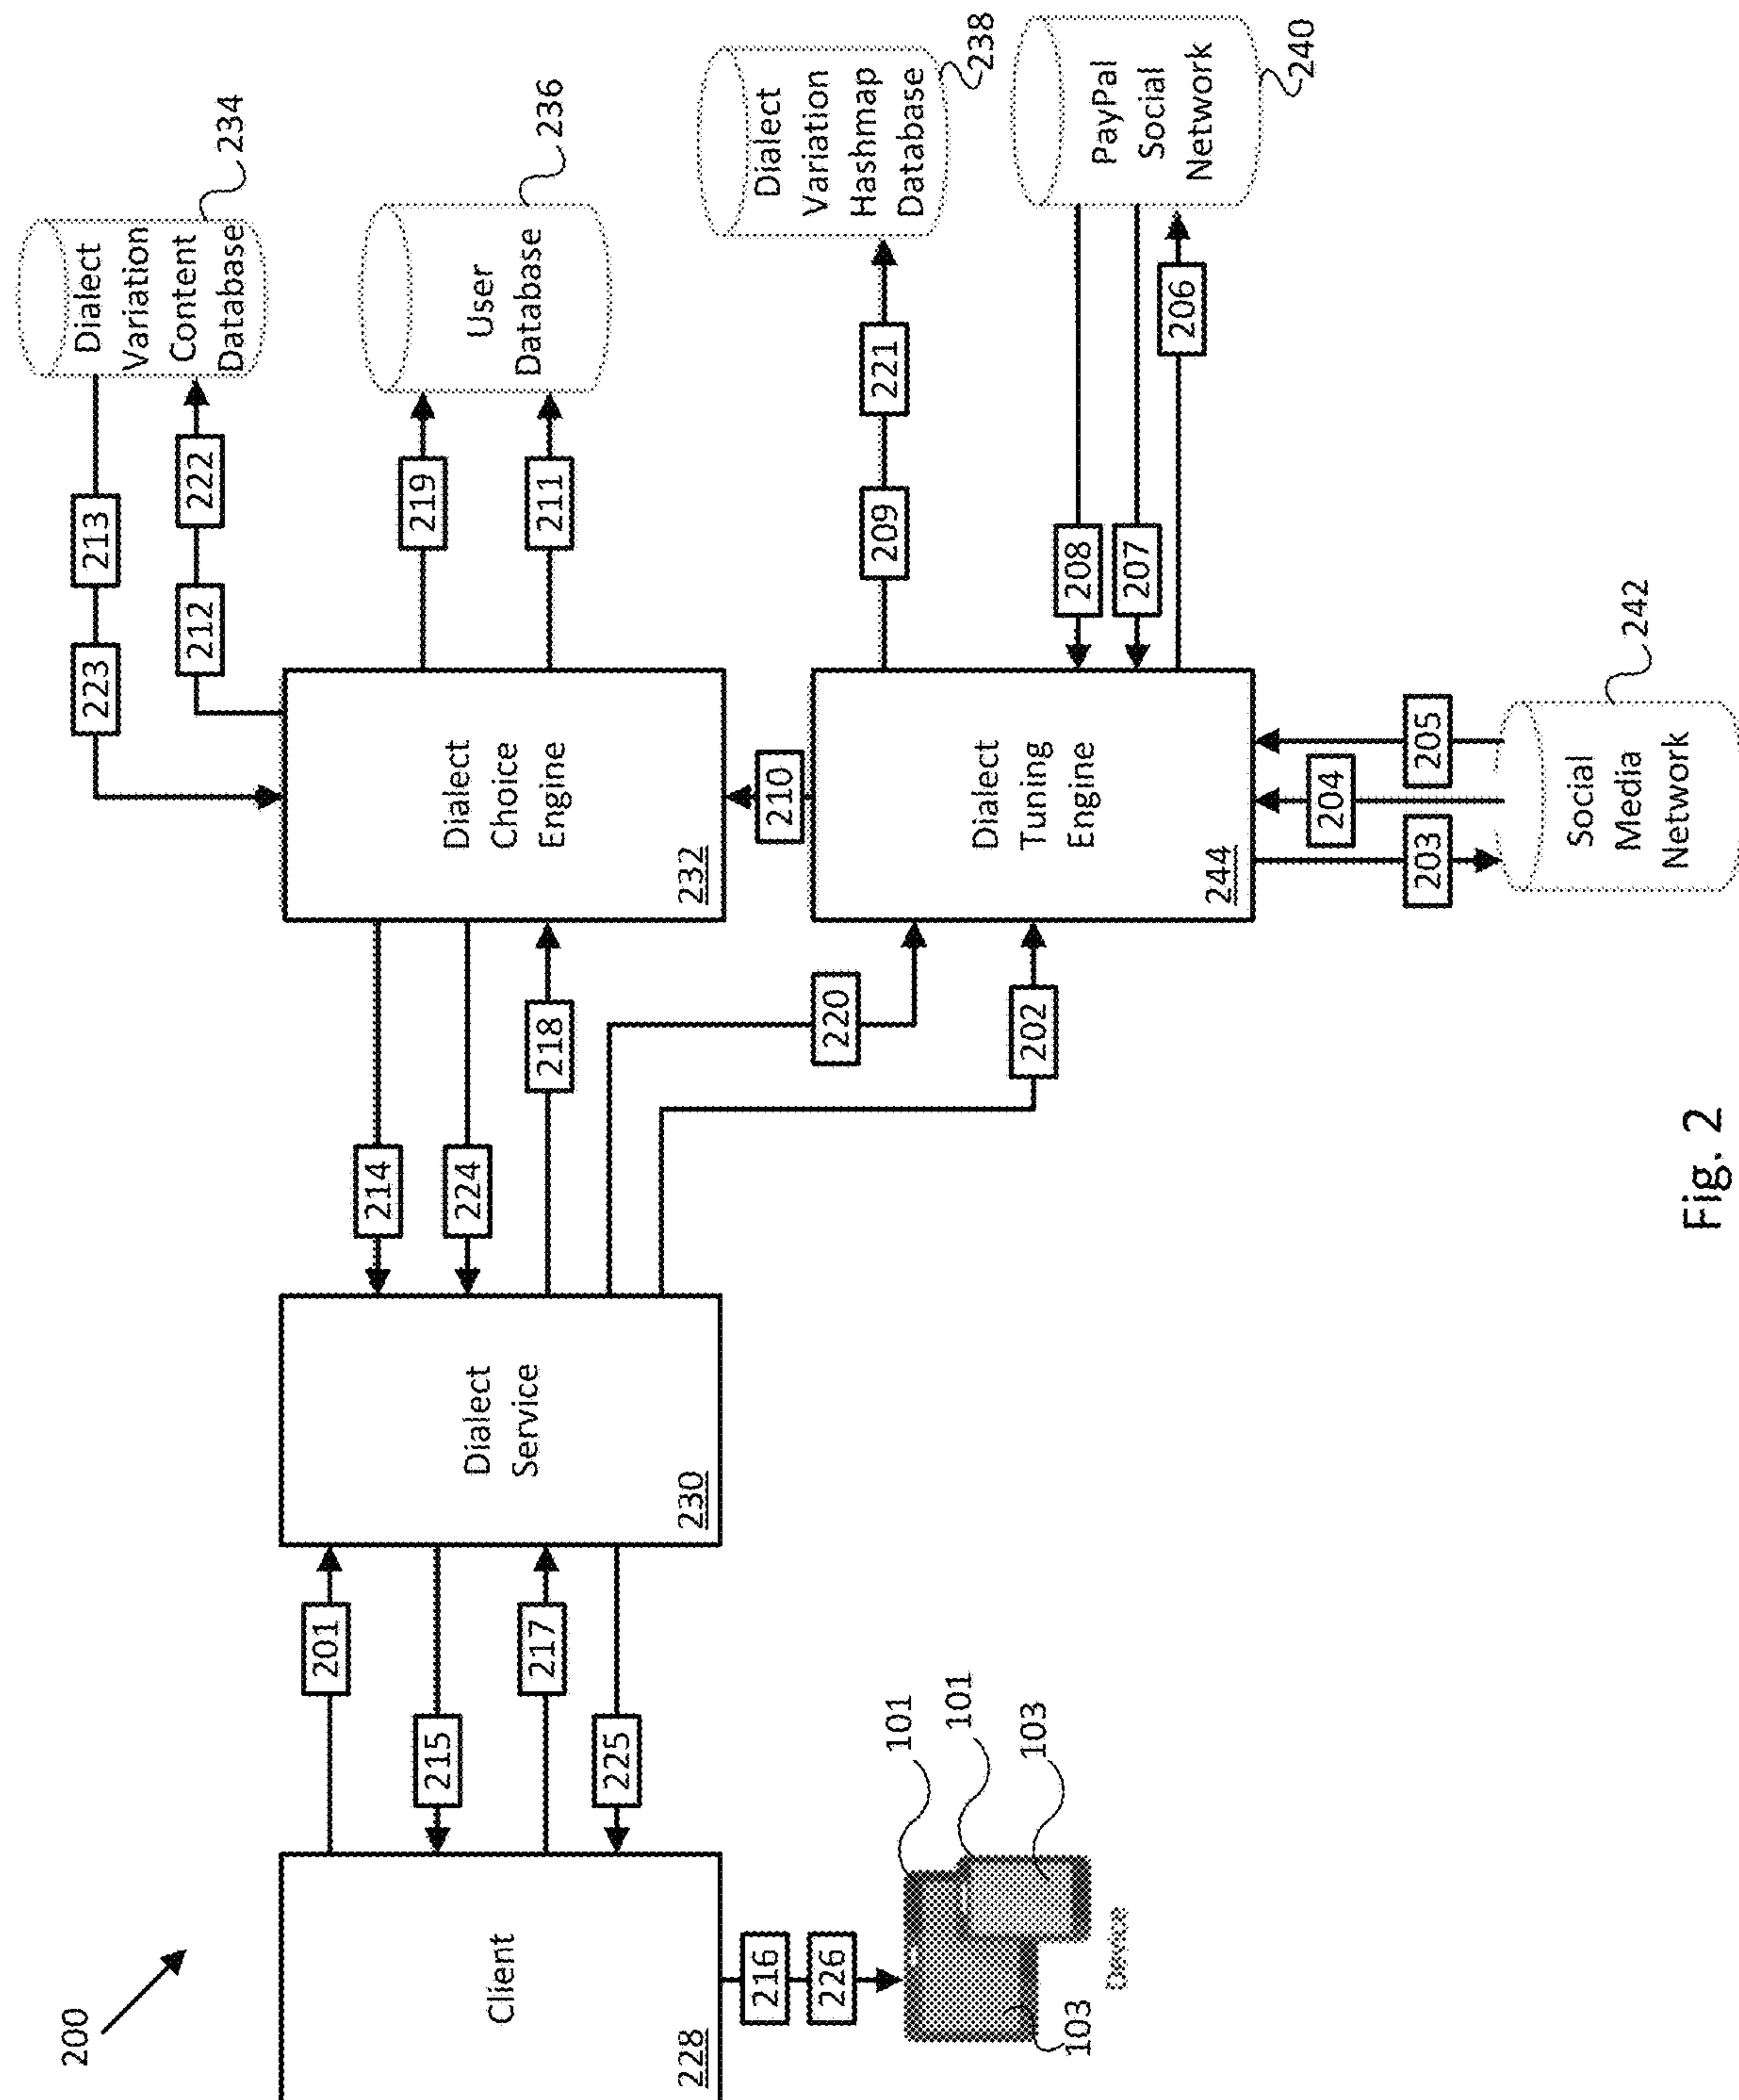 200
Client
228
201
215
217
225
216
226
101
101
103
103
Device
Dialect
Service
230
214
224
218
220
202
Dialect
Choice
Engine
232
210
Dialect
Tuning
Engine
244
223
213
212
222
219
211
209
221
208
207
206
203
204
205
Dialect
Variation
Content
Database
234
User
Database
236
Dialect
Variation
Hashmap
Database
238
PayPal
Social
Network
240
Social
Media
Network
242
Fig. 2